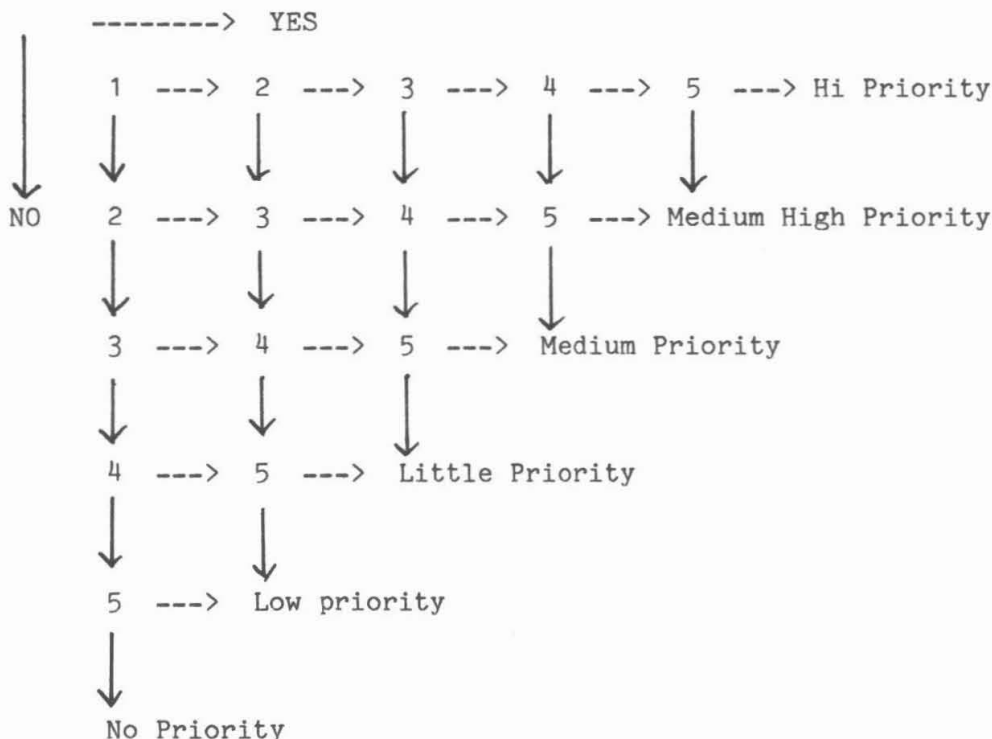 --------> YES
1 ---> 2 ---> 3 ---> 4 ---> 5 ---> Hi Priority
NO 2 ---> 3 ---> 4 ---> 5 ---> Medium High Priority
3 ---> 4 ---> 5 ---> Medium Priority
4 ---> 5 ---> Little Priority
5 ---> Low priority
No Priority